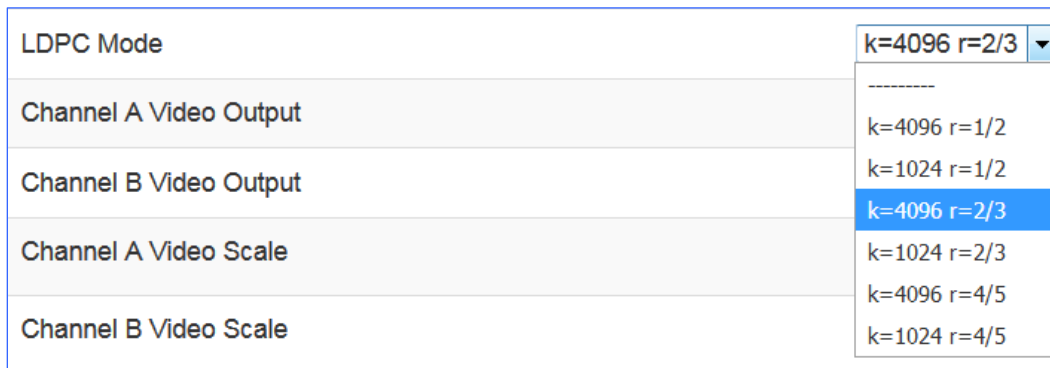 LDPC Mode k=4096 r=2/3
---------
Channel A Video Output k=4096 r=1/2
k=1024 r=1/2
Channel B Video Output
k=4096 r=2/3
Channel A Video Scale k=1024 r=2/3
k=4096 r=4/5
Channel B Video Scale k=1024 r=4/5